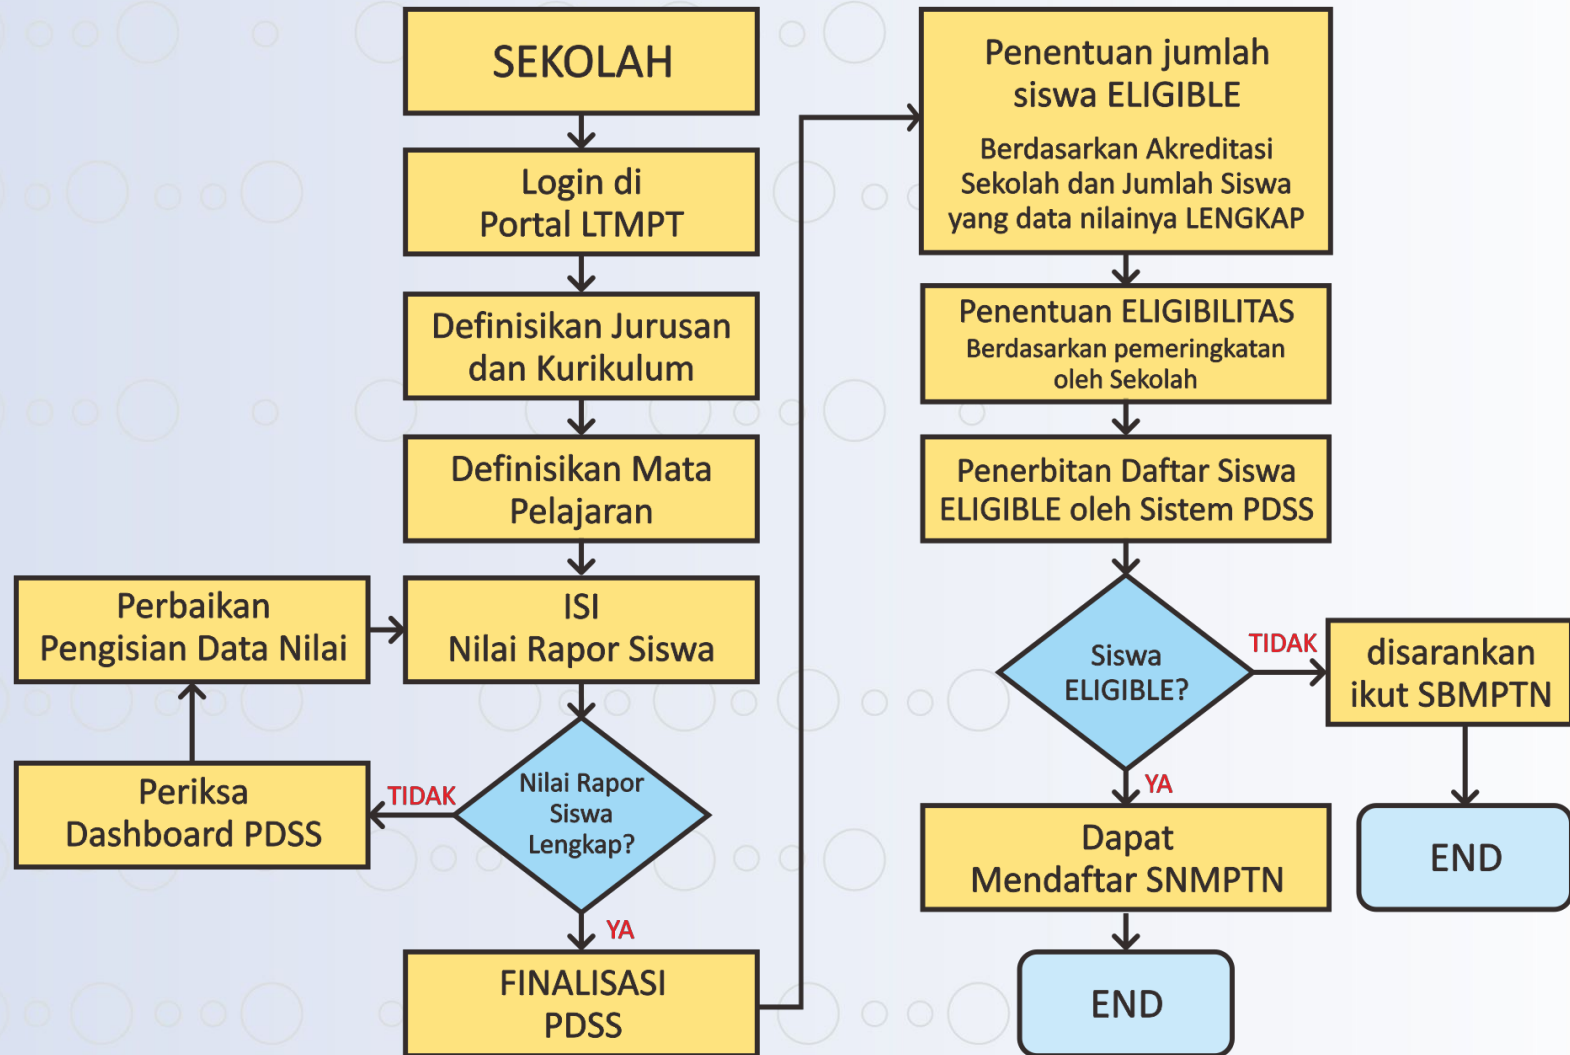 SEKOLAH
Login di
Portal LTMPT
Definisikan Jurusan
dan Kurikulum
Definisikan Mata
Pelajaran
ISI
Nilai Rapor Siswa
Perbaikan
Pengisian Data Nilai
Periksa
Dashboard PDSS
TIDAK
Nilai Rapor
Siswa
Lengkap?
YA
FINALISASI
PDSS
Penentuan jumlah
siswa ELIGIBLE
Berdasarkan Akreditasi
Sekolah dan Jumlah Siswa
yang data nilainya LENGKAP
Penentuan ELIGIBILITAS
Berdasarkan pemeringkatan
oleh Sekolah
Penerbitan Daftar Siswa
ELIGIBLE oleh Sistem PDSS
Siswa
ELIGIBLE?
TIDAK
disarankan
ikut SBMPTN
END
YA
Dapat
Mendaftar SNMPTN
END